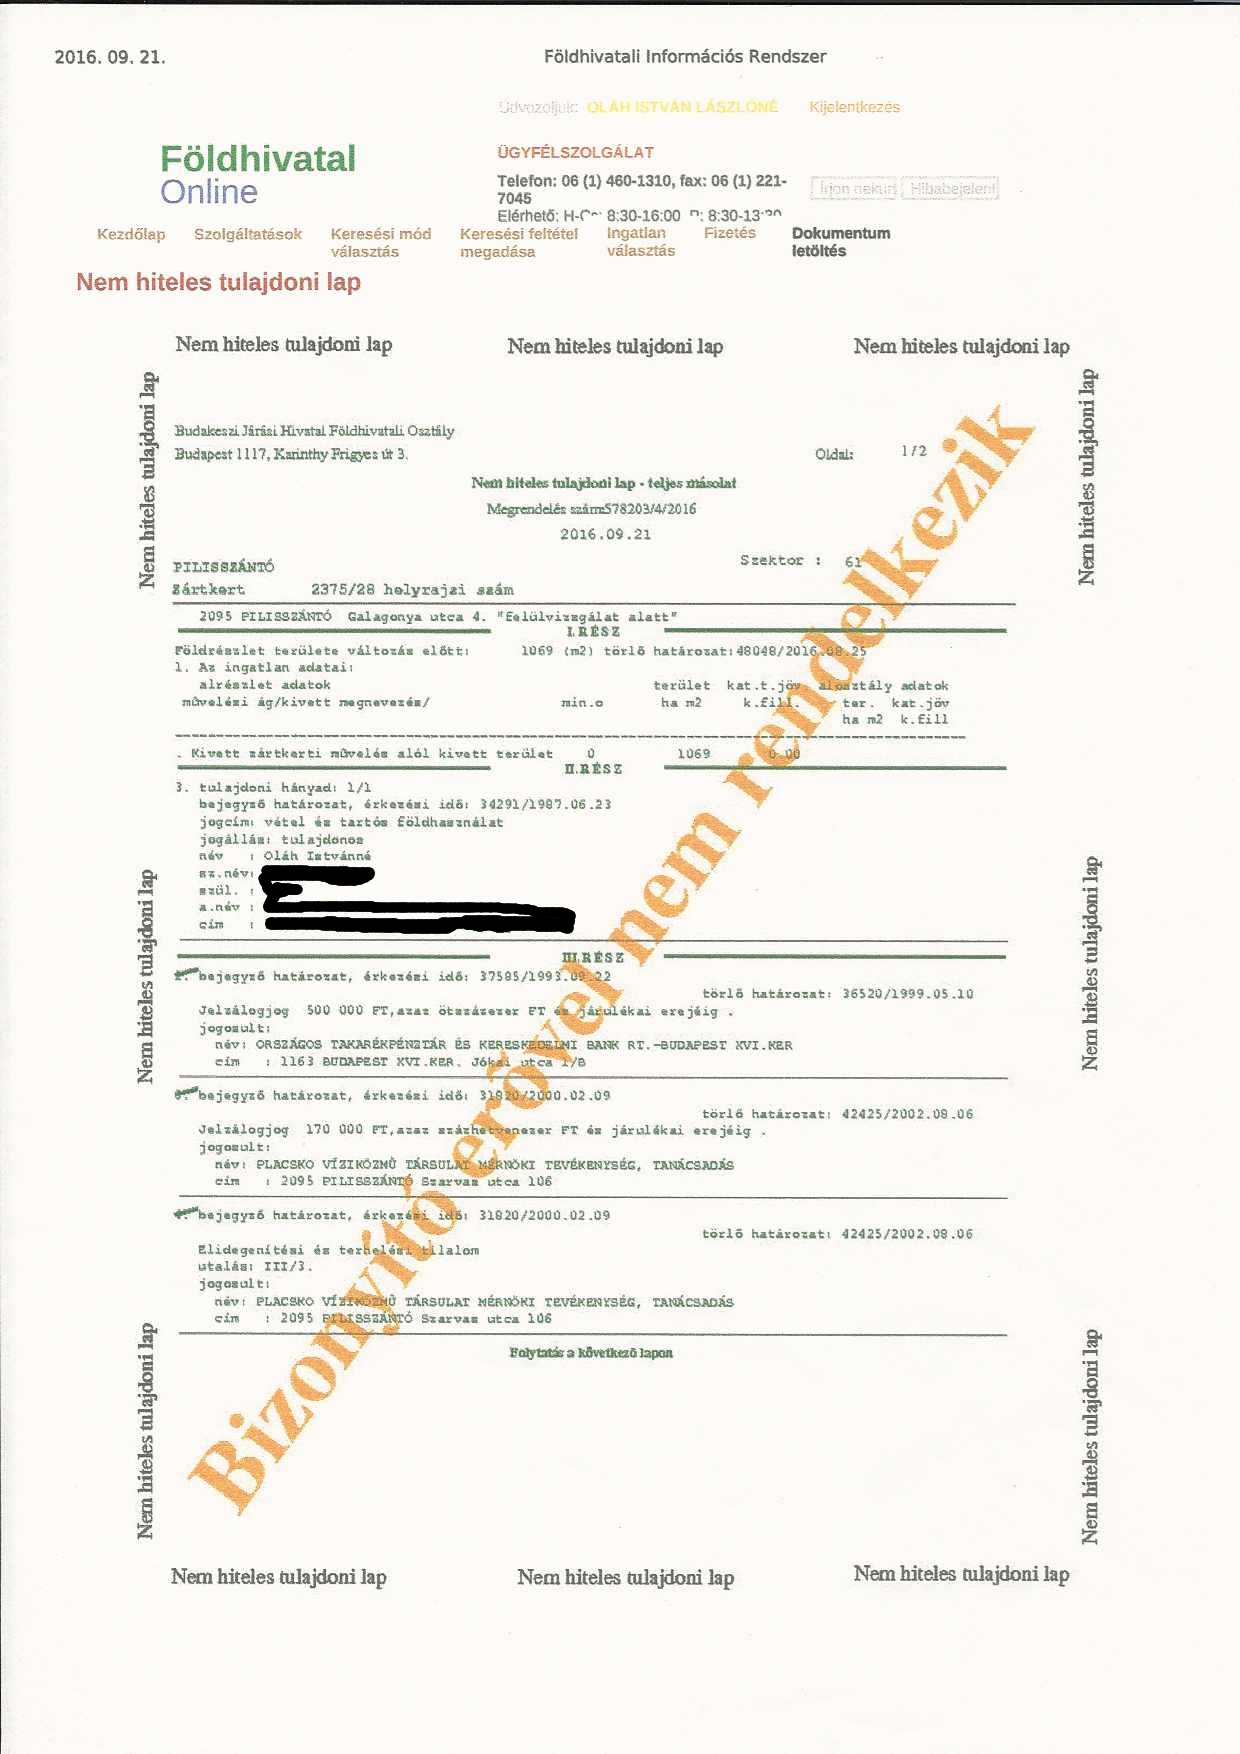 2016. 09. 21.
Földhivatali Információs Rendszer
Üdvözöljük: OLÁH ISTVÁN LÁSZLÓNÉ Kijelentkezés
Földhivatal
Online
ÜGYFÉLSZOLGÁLAT
Telefon: 06 (1) 460-1310, fax: 06 (1) 221-
7045
Elérhető: H-Cs: 8:30-16:00 P: 8:30-13:30
Írjon nekünk Hibabejelentő
Kezdőlap Szolgáltatások Keresési mód választás Keresési feltétel megadása Ingatlan választás Fizetés Dokumentum letöltés
Nem hiteles tulajdoni lap
Nem hiteles tulajdoni lap Nem hiteles tulajdoni lap Nem hiteles tulajdoni lap
Nem hiteles tulajdoni lap
Nem hiteles tulajdoni lap
Budakeszi Járási Hivatal Földhivatali Osztály
Budapest 1117, Karinthy Frigyes út 3.
Oldal: 1/2
Nem hiteles tulajdoni lap - teljes másolat
Megrendelés szám:578203/4/2016
2016.09.21
Szektor : 61
PILISSZÁNTÓ
Zártkert 2375/28 helyrajzi szám
2095 PILISSZÁNTÓ Galagonya utca 4. "Felülvizsgálat alatt"
I.RÉSZ
Földrészlet területe változás előtt: 1069 (m2) törlő határozat:48048/2016.08.25
1. Az ingatlan adatai:
alrészlet adatok terület kat.t.jöv. alosztály adatok
művelési ág/kivett megnevezés/ min.o ha m2 k.fill. ter. kat.jöv
ha m2 k.fill
. Kivett zártkerti művelés alól kivett terület 0 1069 0.00
II.RÉSZ
3. tulajdoni hányad: 1/1
bejegyző határozat, érkezési idő: 34291/1987.06.23
jogcím: vétel és tartós földhasználat
jogállás: tulajdonos
név : Oláh Istvánné
sz.név:
szül. :
a.név :
cím :
III.RÉSZ
bejegyző határozat, érkezési idő: 37585/1993.09.22
törlő határozat: 36520/1999.05.10
Jelzálogjog 500 000 FT,azaz ötszázezer FT és járulékai erejéig .
jogosult:
név: ORSZÁGOS TAKARÉKPÉNZTÁR ÉS KERESKEDELMI BANK RT.-BUDAPEST XVI.KER
cím : 1163 BUDAPEST XVI.KER. Jókai utca 1/B
bejegyző határozat, érkezési idő: 31820/2000.02.09
törlő határozat: 42425/2002.08.06
Jelzálogjog 170 000 FT,azaz százhetvenezer FT és járulékai erejéig .
jogosult:
név: PLACSKO VÍZIKÖZMŰ TÁRSULAT MÉRNÖKI TEVÉKENYSÉG, TANÁCSADÁS
cím : 2095 PILISSZÁNTÓ Szarvas utca 106
bejegyző határozat, érkezési idő: 31820/2000.02.09
törlő határozat: 42425/2002.08.06
Elidegenítési és terhelési tilalom
utalás: III/3.
jogosult:
név: PLACSKO VÍZIKÖZMŰ TÁRSULAT MÉRNÖKI TEVÉKENYSÉG, TANÁCSADÁS
cím : 2095 PILISSZÁNTÓ Szarvas utca 106
Folytatás a következő lapon
Bizonyító erővel nem rendelkezik
Nem hiteles tulajdoni lap
Nem hiteles tulajdoni lap
Nem hiteles tulajdoni lap
Nem hiteles tulajdoni lap
Nem hiteles tulajdoni lap Nem hiteles tulajdoni lap Nem hiteles tulajdoni lap